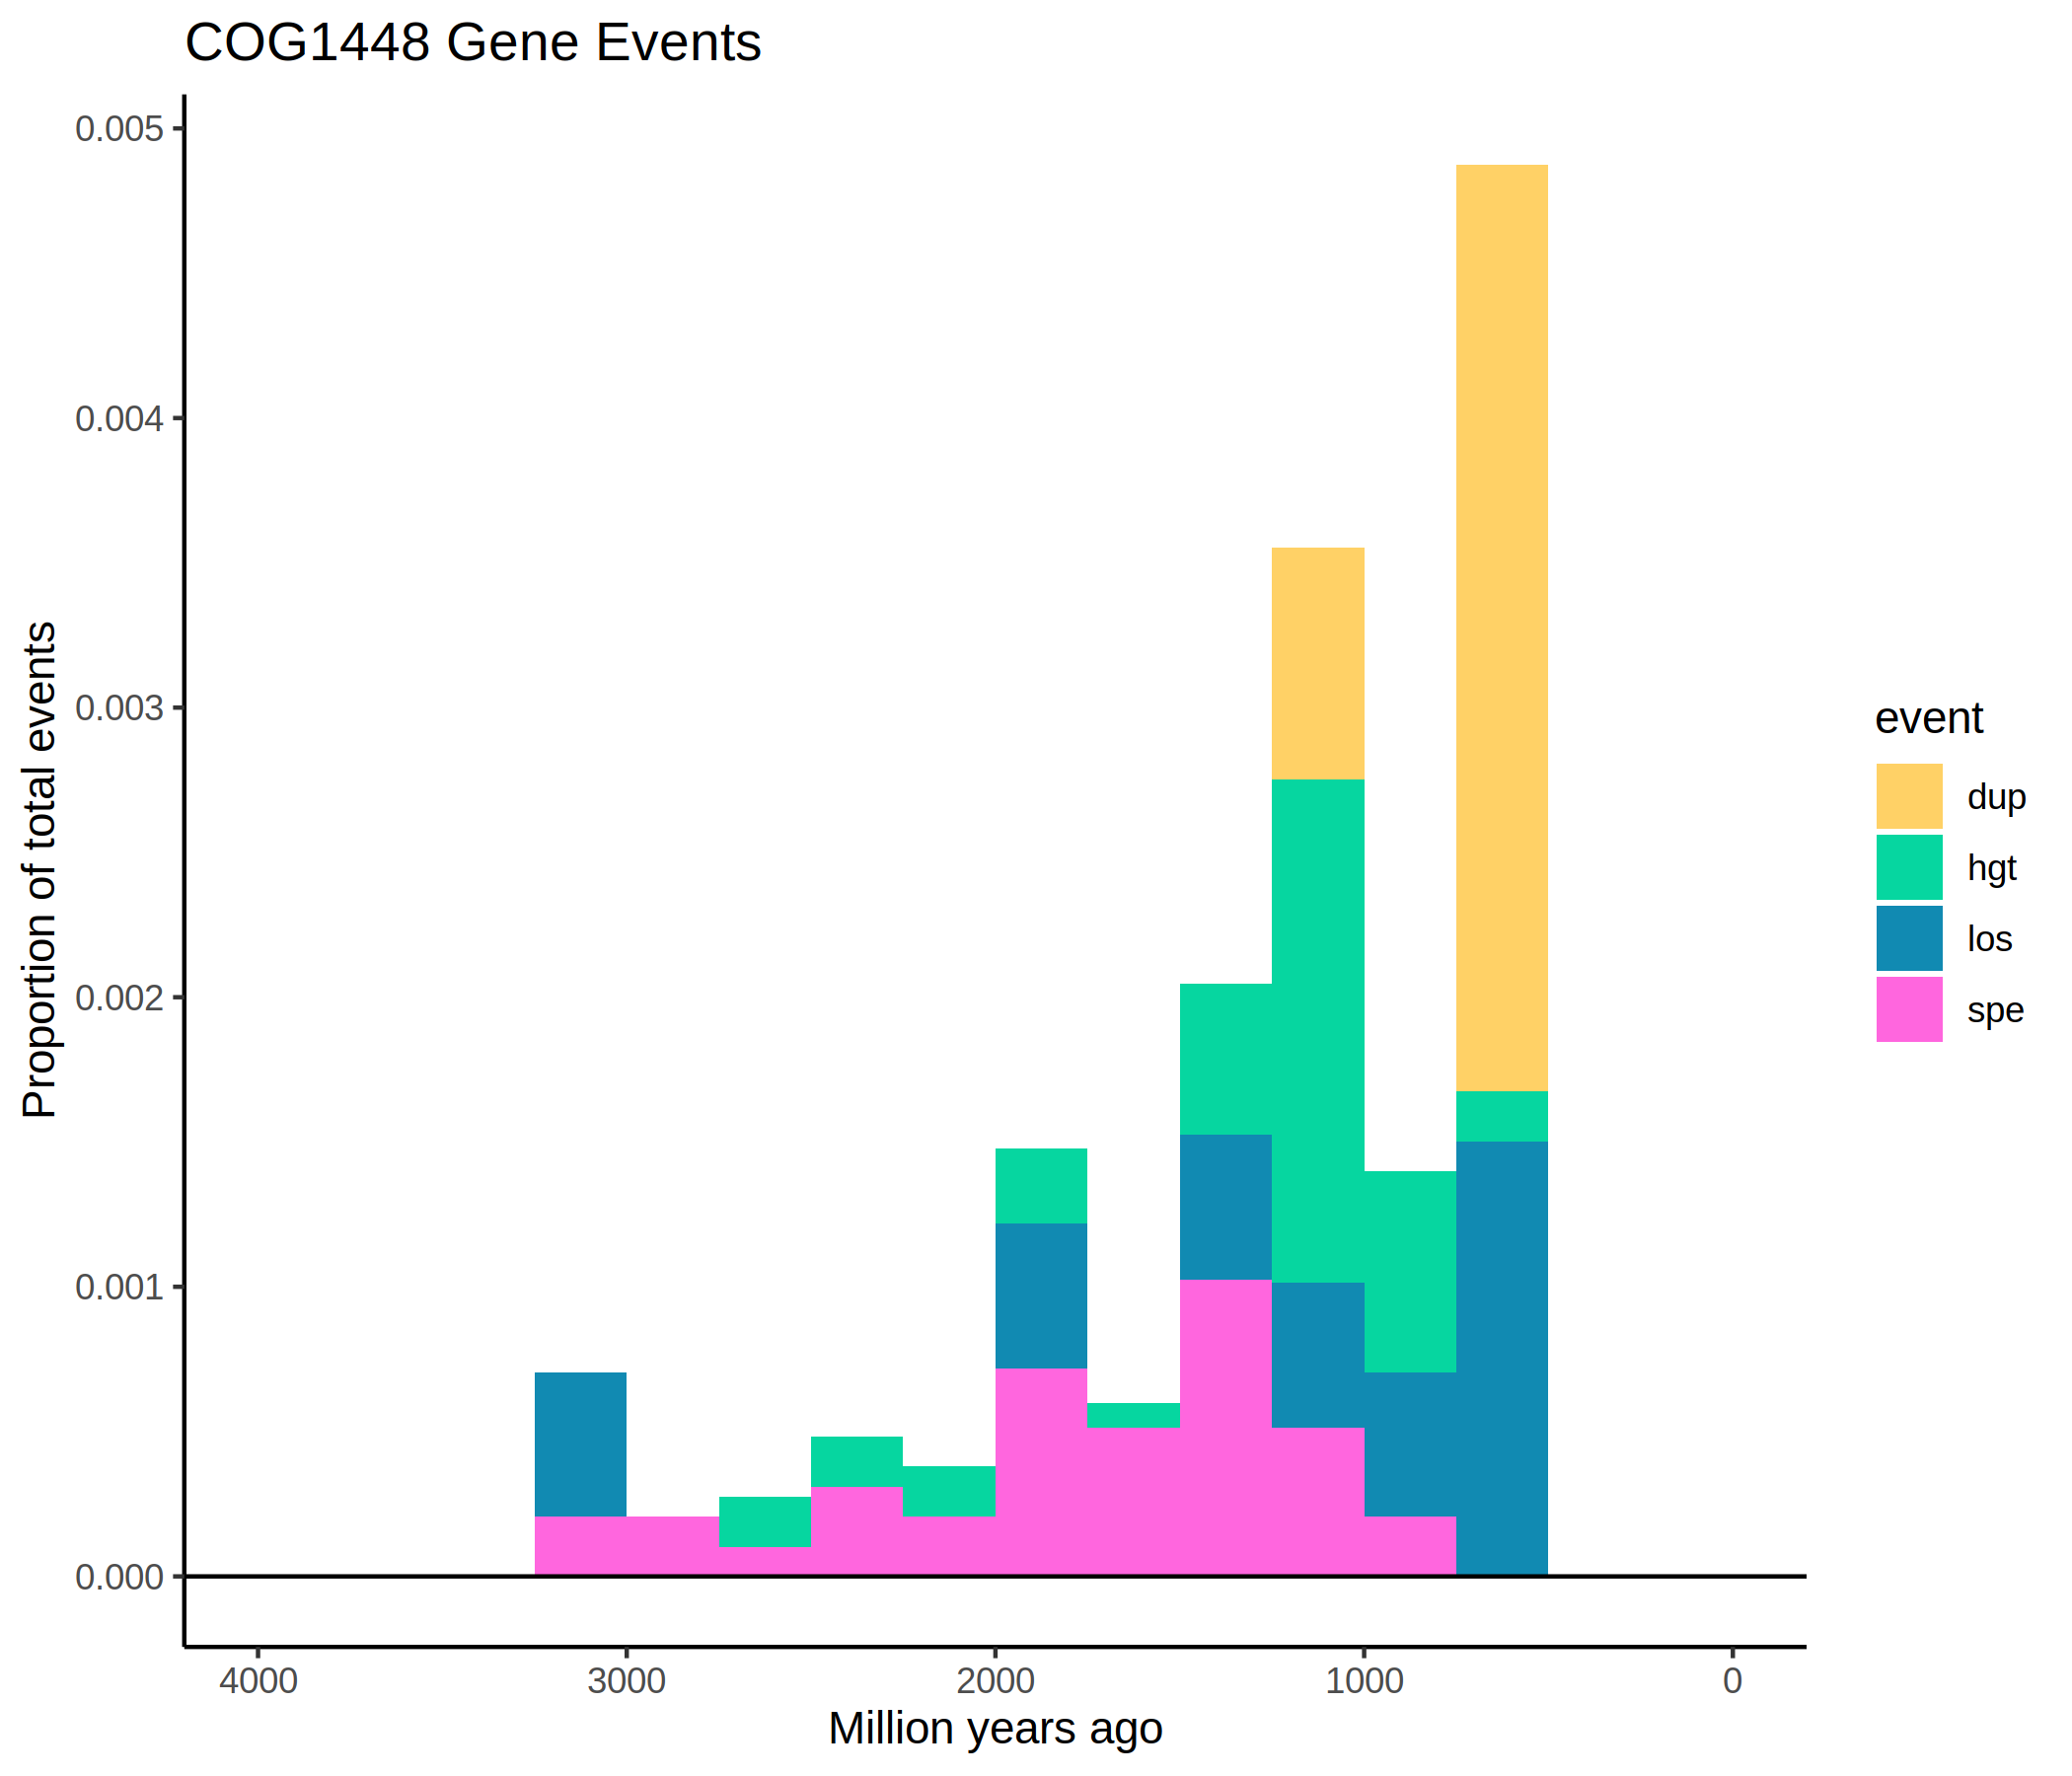 COG1448 Gene Events
Proportion of total events
0.005
0.004
0.003
0.002
0.001
0.000
4000 3000 2000 1000 0
Million years ago
event
dup
hgt
los
spe